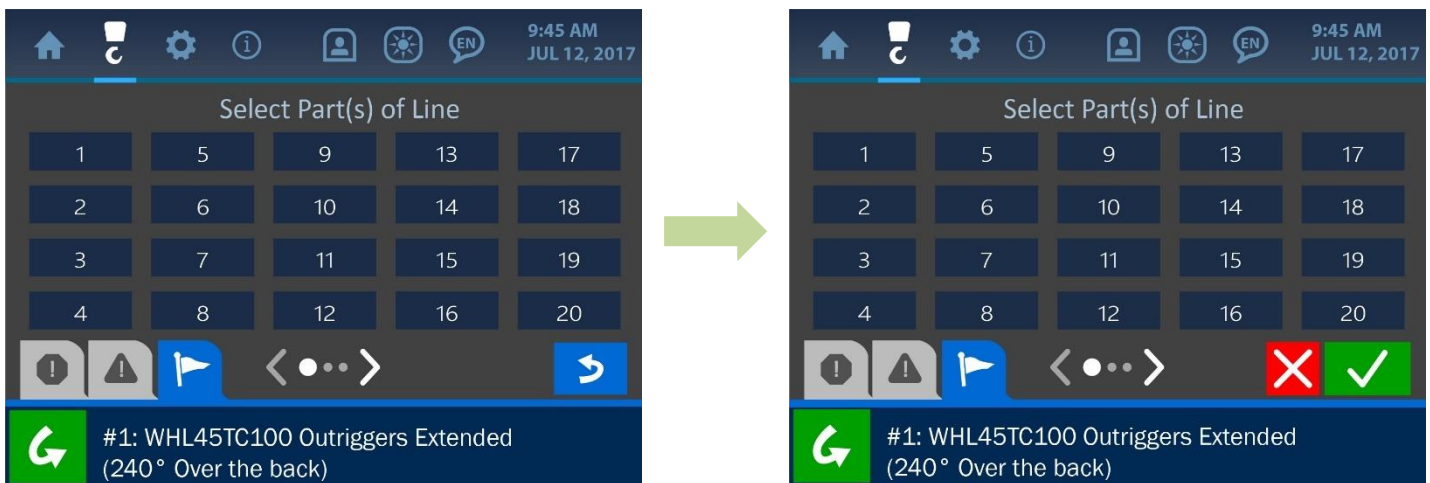 9:45 AM
EN
JUL 12, 2017
Select Part(s) of Line
1 5 9 13 17
2 6 10 14 18
3 7 11 15 19
4 8 12 16 20
#1: WHL45TC100 Outriggers Extended
(240° Over the back)
9:45 AM
EN
JUL 12, 2017
Select Part(s) of Line
1 5 9 13 17
2 6 10 14 18
3 7 11 15 19
4 8 12 16 20
#1: WHL45TC100 Outriggers Extended
(240° Over the back)